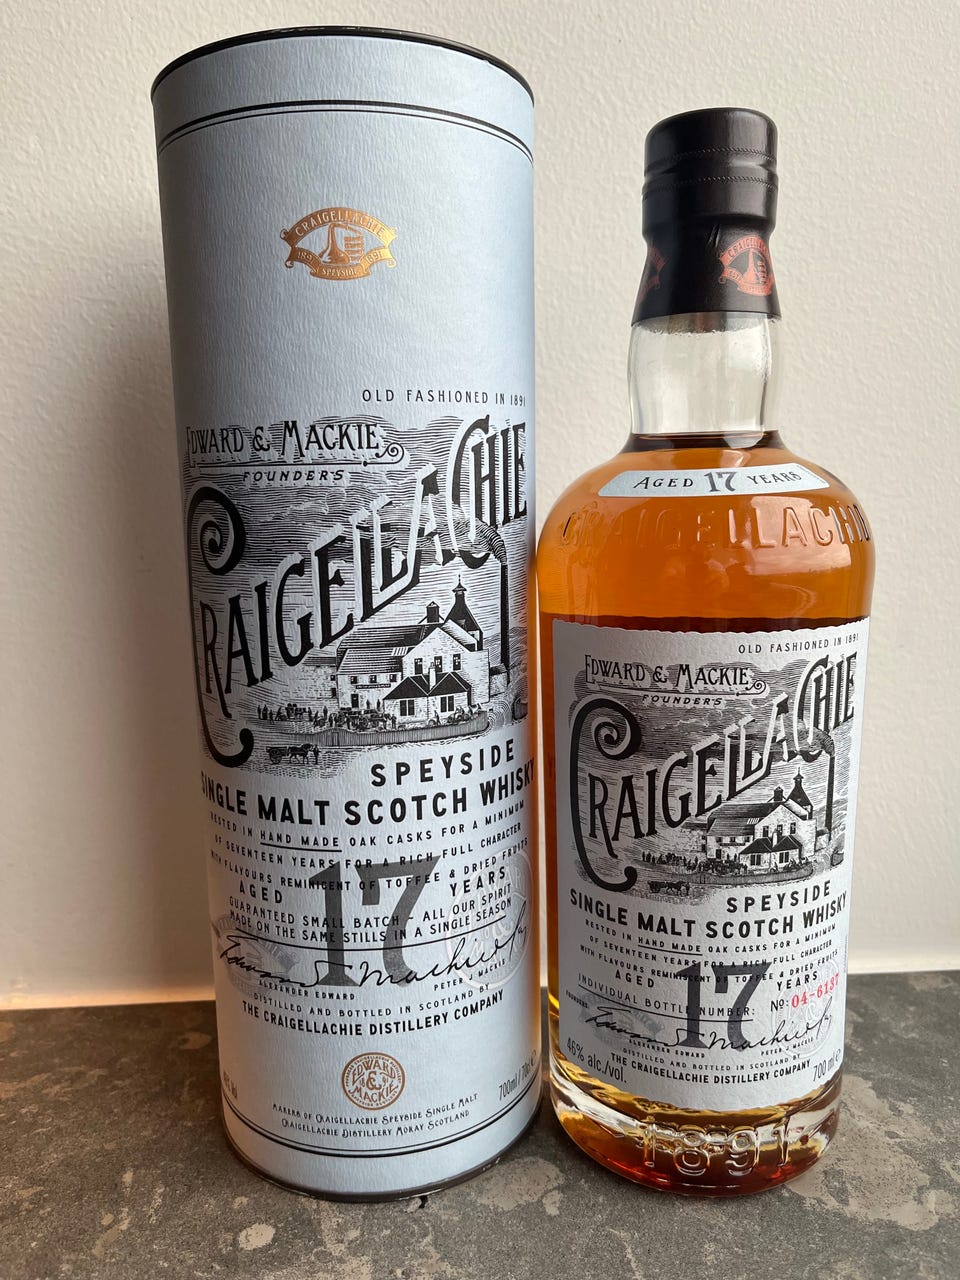 CRAIGELLACHIE
1891 1891
SPEYSIDE
OLD FASHIONED IN 1891
EDWARD & MACKIE
FOUNDERS
CRAIGELLACHIE
SPEYSIDE
SINGLE MALT SCOTCH WHISKY
RESTED IN HAND MADE OAK CASKS FOR A MINIMUM
OF SEVENTEEN YEARS FOR A RICH FULL CHARACTER
WITH FLAVOURS REMINICENT OF TOFFEE & DRIED FRUITS
AGED 17 YEARS
GUARANTEED SMALL BATCH – ALL OUR SPIRIT
MADE ON THE SAME STILLS IN A SINGLE SEASON
ALEXANDER EDWARD PETER J MACKIE
DISTILLED AND BOTTLED IN SCOTLAND BY
THE CRAIGELLACHIE DISTILLERY COMPANY
EDWARD
&
MACKIE
700ml / 70cl e
MAKERS OF CRAIGELLACHIE SPEYSIDE SINGLE MALT
CRAIGELLACHIE DISTILLERY MORAY SCOTLAND
CRAIGELLACHIE
AGED 17 YEARS
CRAIGELLACHIE
OLD FASHIONED IN 1891
EDWARD & MACKIE
FOUNDERS
CRAIGELLACHIE
SPEYSIDE
SINGLE MALT SCOTCH WHISKY
RESTED IN HAND MADE OAK CASKS FOR A MINIMUM
OF SEVENTEEN YEARS FOR A RICH FULL CHARACTER
WITH FLAVOURS REMINISCENT OF TOFFEE & DRIED FRUITS
AGED 17 YEARS
INDIVIDUAL BOTTLE NUMBER: Nº: 04-6137
FOUNDERS
ALEXANDER EDWARD PETER J MACKIE
DISTILLED AND BOTTLED IN SCOTLAND BY
THE CRAIGELLACHIE DISTILLERY COMPANY
46% alc./vol. 700 ml e
1891